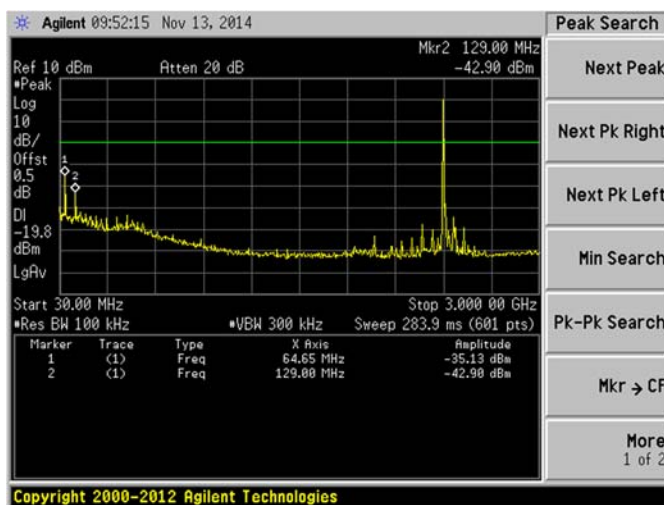 Agilent 09:52:15 Nov 13, 2014
Peak Search
Mkr2 129.00 MHz
Ref 10 dBm Atten 20 dB -42.90 dBm
#Peak
Log
10
dB/
Offst
0.5
dB
DI
-19.8
dBm
LgAv
1
2
Start 30.00 MHz Stop 3.000 00 GHz
#Res BW 100 kHz #VBW 300 kHz Sweep 283.9 ms (601 pts)
Marker Trace Type X Axis Amplitude
1 (1) Freq 64.65 MHz -35.13 dBm
2 (1) Freq 129.00 MHz -42.90 dBm
Next Peak
Next Pk Right
Next Pk Left
Min Search
Pk-Pk Search
Mkr → CF
More
1 of 2
Copyright 2000-2012 Agilent Technologies